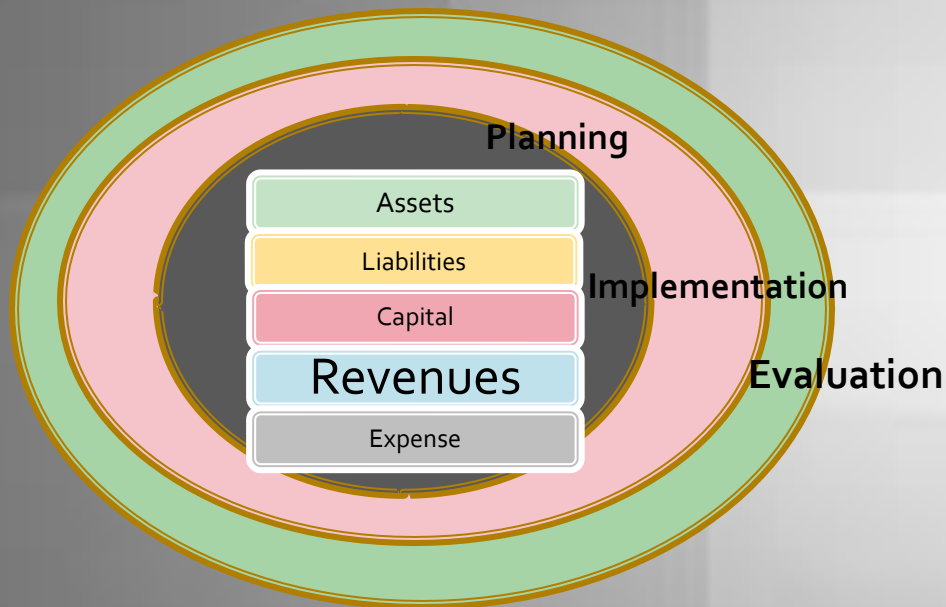 Planning
Assets
Liabilities
Implementation
Capital
Revenues
Evaluation
Expense